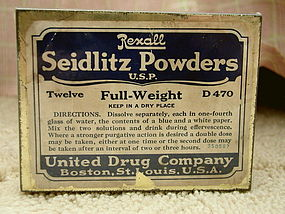 Rexall
Seidlitz Powders
U.S.P.
Twelve Full-Weight D 470
KEEP IN A DRY PLACE
DIRECTIONS. Dissolve separately, each in one-fourth
glass of water, the contents of a blue and a white paper.
Mix the two solutions and drink during effervescence.
Where a stronger purgative action is desired a double dose
may be taken, either at one time or the second dose may
be taken after an interval of two or three hours.
United Drug Company
Boston, St. Louis, U.S.A.